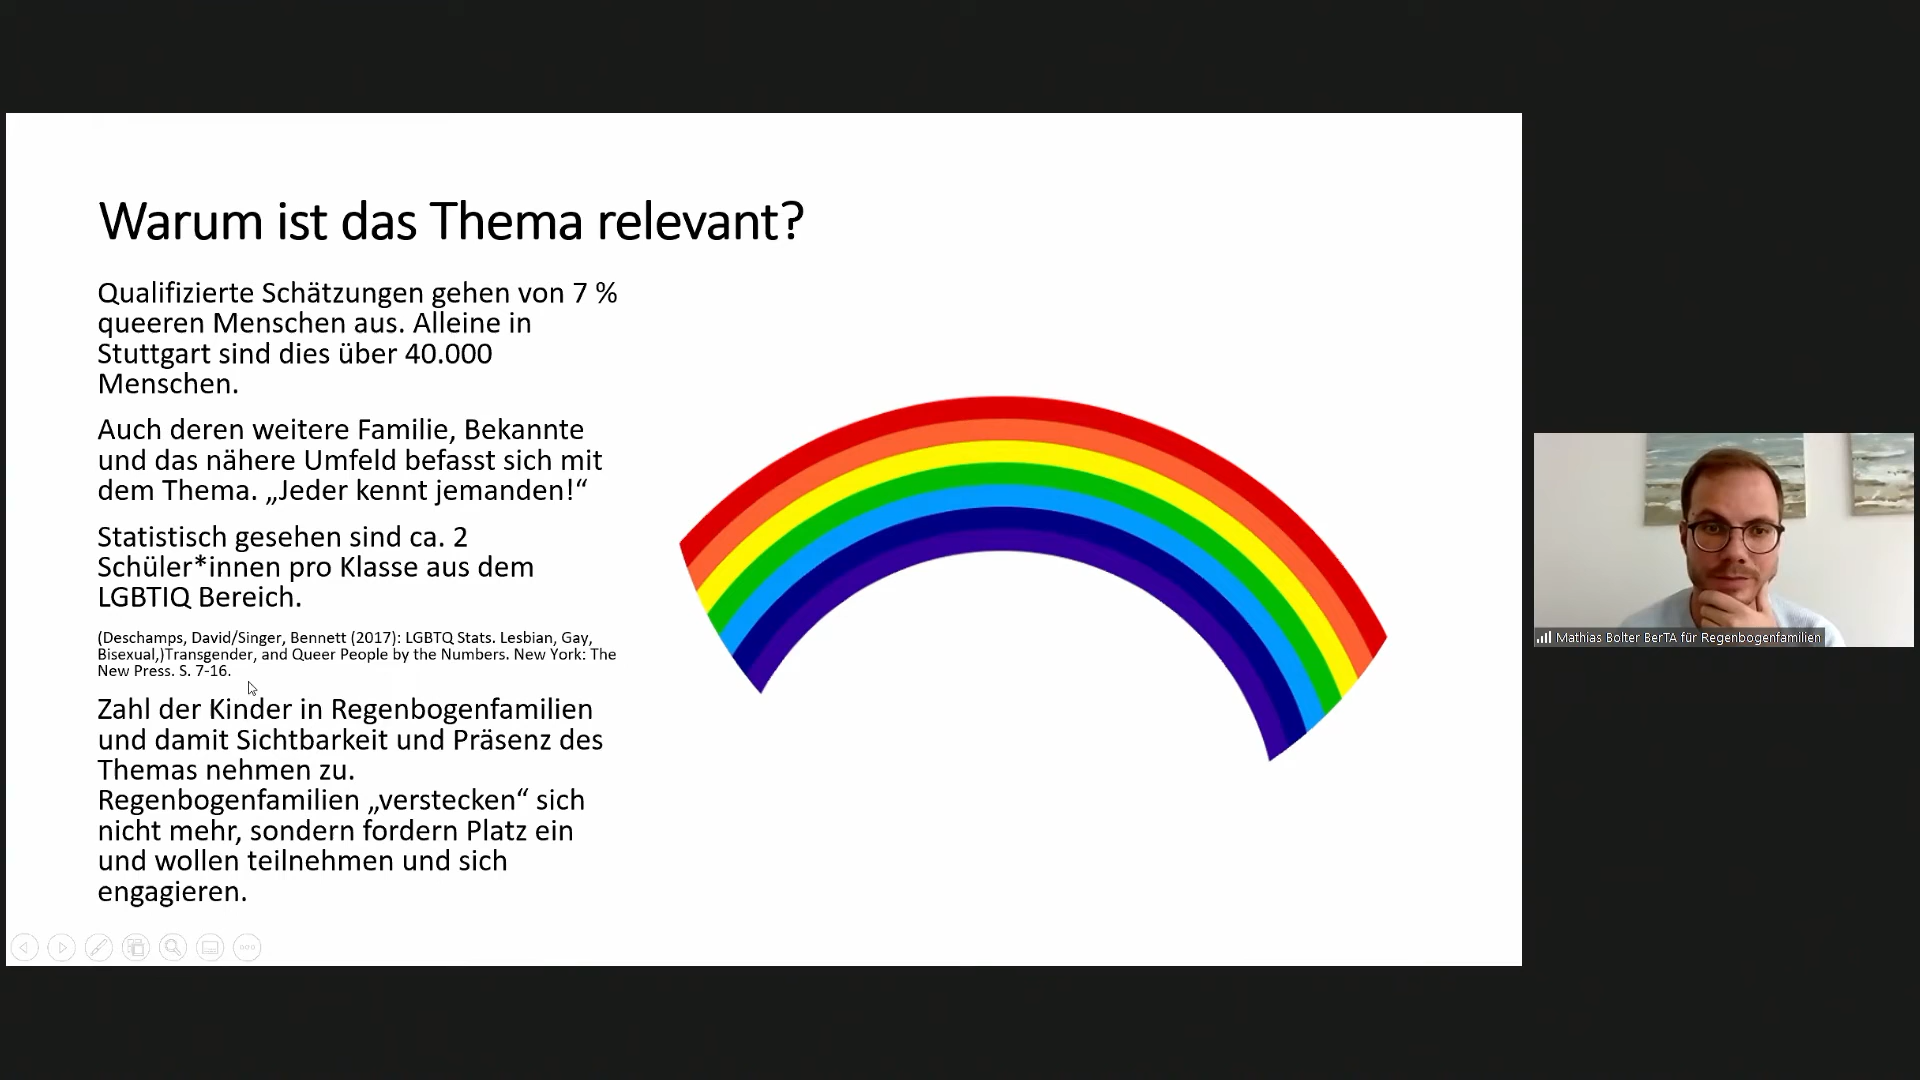 Warum ist das Thema relevant?
Qualifizierte Schätzungen gehen von 7 %
queeren Menschen aus. Alleine in
Stuttgart sind dies über 40.000
Menschen.
Auch deren weitere Familie, Bekannte
und das nähere Umfeld befasst sich mit
dem Thema. „Jeder kennt jemanden!“
Statistisch gesehen sind ca. 2
Schüler*innen pro Klasse aus dem
LGBTIQ Bereich.
(Deschamps, David/Singer, Bennett (2017): LGBTQ Stats. Lesbian, Gay,
Bisexual,)Transgender, and Queer People by the Numbers. New York: The
New Press. S. 7-16.
Zahl der Kinder in Regenbogenfamilien
und damit Sichtbarkeit und Präsenz des
Themas nehmen zu.
Regenbogenfamilien „verstecken“ sich
nicht mehr, sondern fordern Platz ein
und wollen teilnehmen und sich
engagieren.
Mathias Bolter BerTA für Regenbogenfamilien